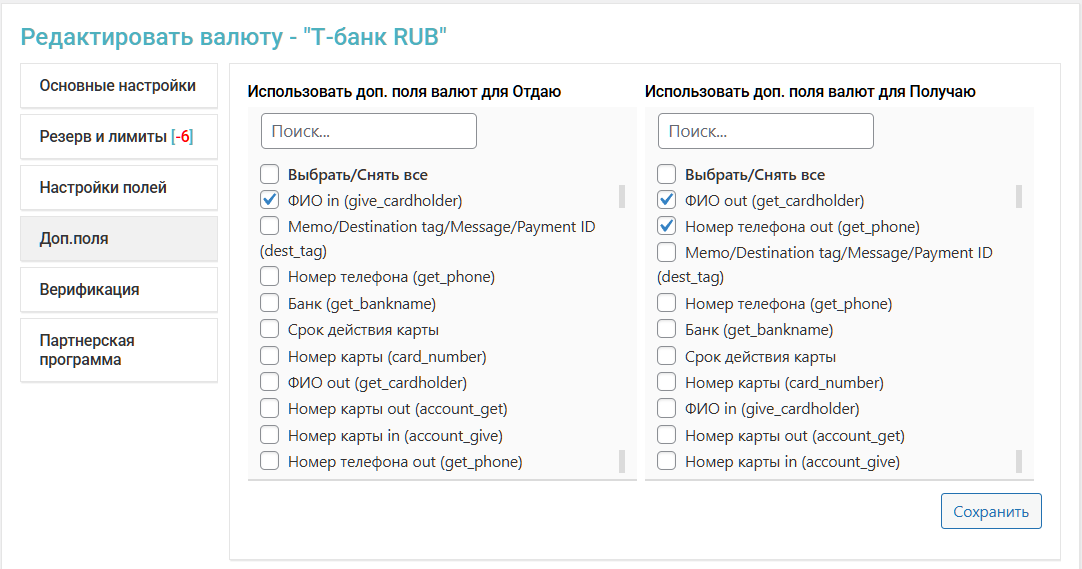 Редактировать валюту - "Т-банк RUB"
Основные настройки
Резерв и лимиты [-6]
Настройки полей
Доп.поля
Верификация
Партнерская
программа
Использовать доп. поля валют для Отдаю
Поиск...
Выбрать/Снять все
ФИО in (give_cardholder)
Memo/Destination tag/Message/Payment ID
(dest_tag)
Номер телефона (get_phone)
Банк (get_bankname)
Срок действия карты
Номер карты (card_number)
ФИО out (get_cardholder)
Номер карты out (account_get)
Номер карты in (account_give)
Номер телефона out (get_phone)
Использовать доп. поля валют для Получаю
Поиск...
Выбрать/Снять все
ФИО out (get_cardholder)
Номер телефона out (get_phone)
Memo/Destination tag/Message/Payment ID
(dest_tag)
Номер телефона (get_phone)
Банк (get_bankname)
Срок действия карты
Номер карты (card_number)
ФИО in (give_cardholder)
Номер карты out (account_get)
Номер карты in (account_give)
Сохранить